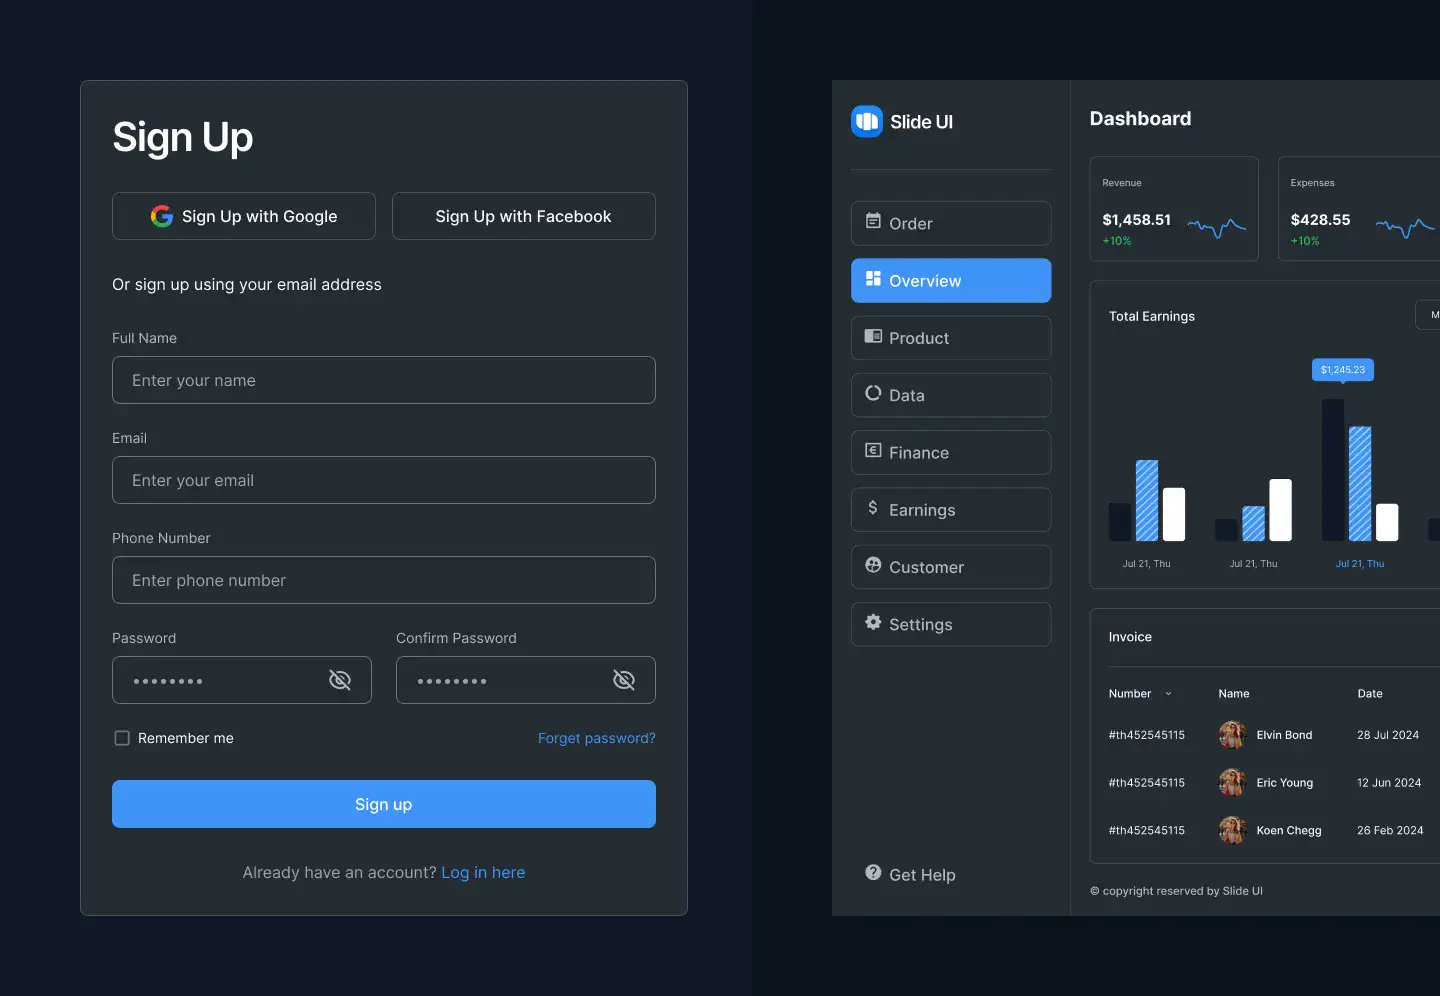 Sign Up
Sign Up with Google
Sign Up with Facebook
Or sign up using your email address
Full Name
Enter your name
Email
Enter your email
Phone Number
Enter phone number
Password
Confirm Password
Remember me
Forget password?
Sign up
Already have an account? Log in here
Slide UI
Order
Overview
Product
Data
Finance
Earnings
Customer
Settings
Get Help
Dashboard
Revenue
$1,458.51
+10%
Expenses
$428.55
+10%
Total Earnings
M
$1,245.23
Jul 21, Thu
Jul 21, Thu
Jul 21, Thu
Invoice
Number Name Date
#th452545115 Elvin Bond 28 Jul 2024
#th452545115 Eric Young 12 Jun 2024
#th452545115 Koen Chegg 26 Feb 2024
© copyright reserved by Slide UI